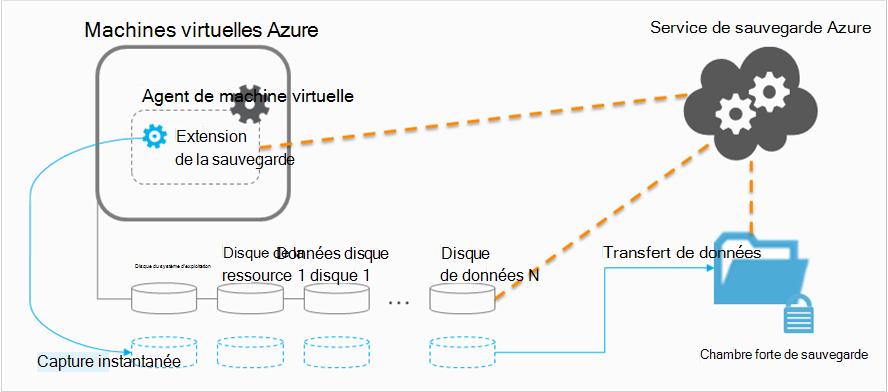 Machines virtuelles Azure
Service de sauvegarde Azure
Agent de machine virtuelle
Extension
de la sauvegarde
Disque du système d'exploitation
Disque de la
ressource 1
Données disque
disque 1
...
Disque
de données N
Transfert de données
Capture instantanée
Chambre forte de sauvegarde